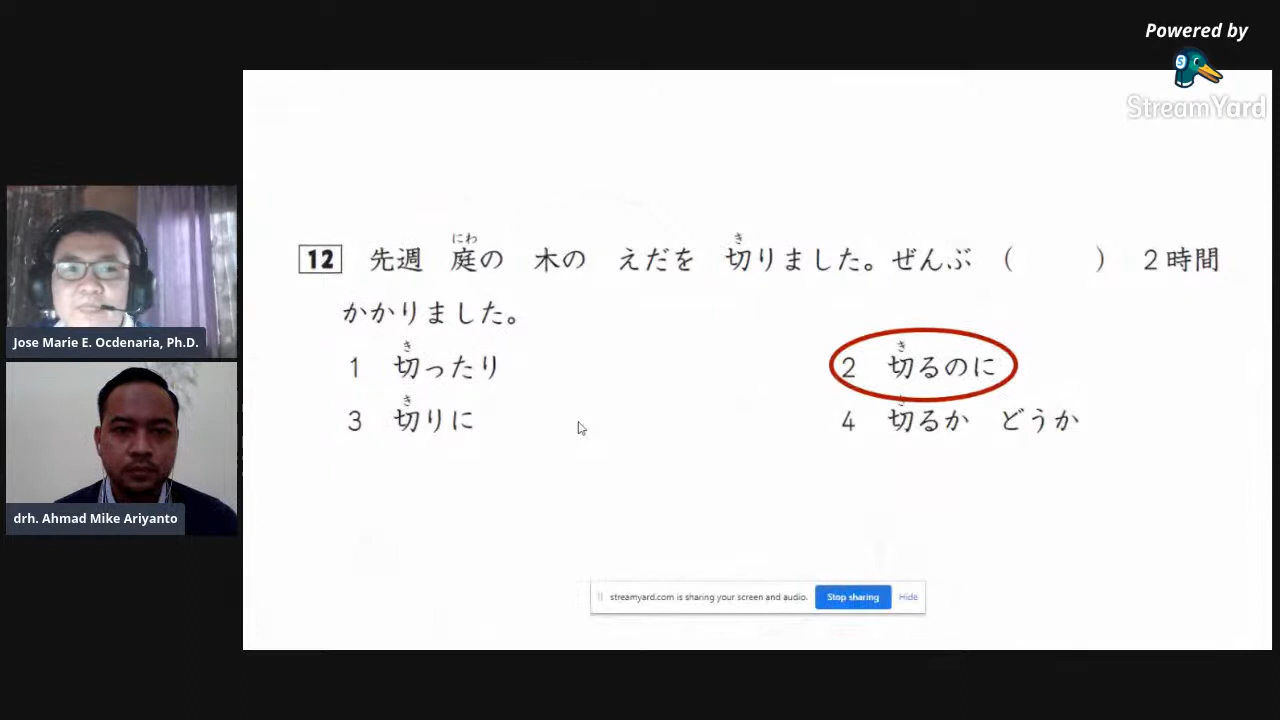 Powered by
StreamYard
にわ
き
12 先週 庭の 木の えだを 切りました。ぜんぶ ( ) 2時間
かかりました。
き
き
1 切ったり
2 切るのに
き
き
3 切りに
4 切るか どうか
Jose Marie E. Ocdenaria, Ph.D.
drh. Ahmad Mike Ariyanto
streamyard.com is sharing your screen and audio.
Stop sharing
Hide